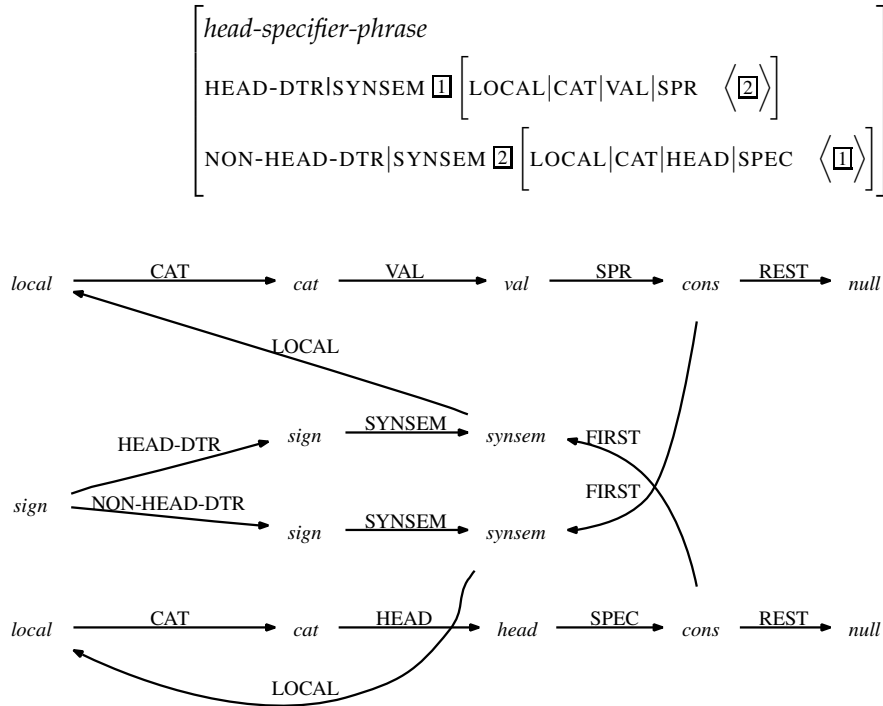 head-specifier-phrase
HEAD-DTR|SYNSEM 1 [LOCAL|CAT|VAL|SPR ⟨2⟩]
NON-HEAD-DTR|SYNSEM 2 [LOCAL|CAT|HEAD|SPEC ⟨1⟩]
local CAT cat VAL val SPR cons REST null
LOCAL
HEAD-DTR sign SYNSEM synsem FIRST
sign NON-HEAD-DTR FIRST
sign SYNSEM synsem
local CAT cat HEAD head SPEC cons REST null
LOCAL